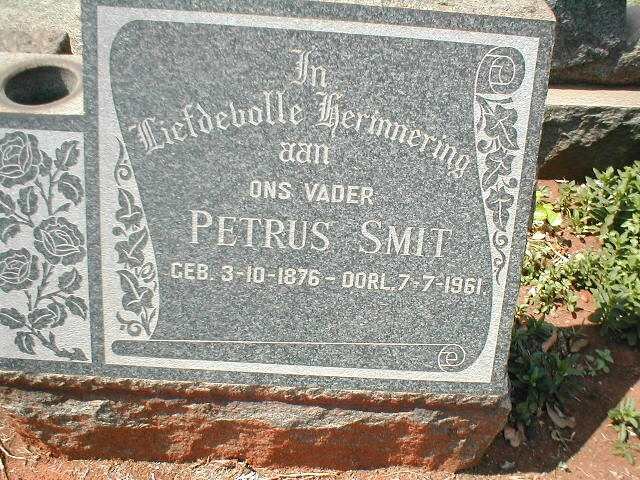 In
Liefdevolle Herinnering
aan
ONS VADER
PETRUS SMIT
GEB. 3-10-1876 - OORL. 7-7-1961.